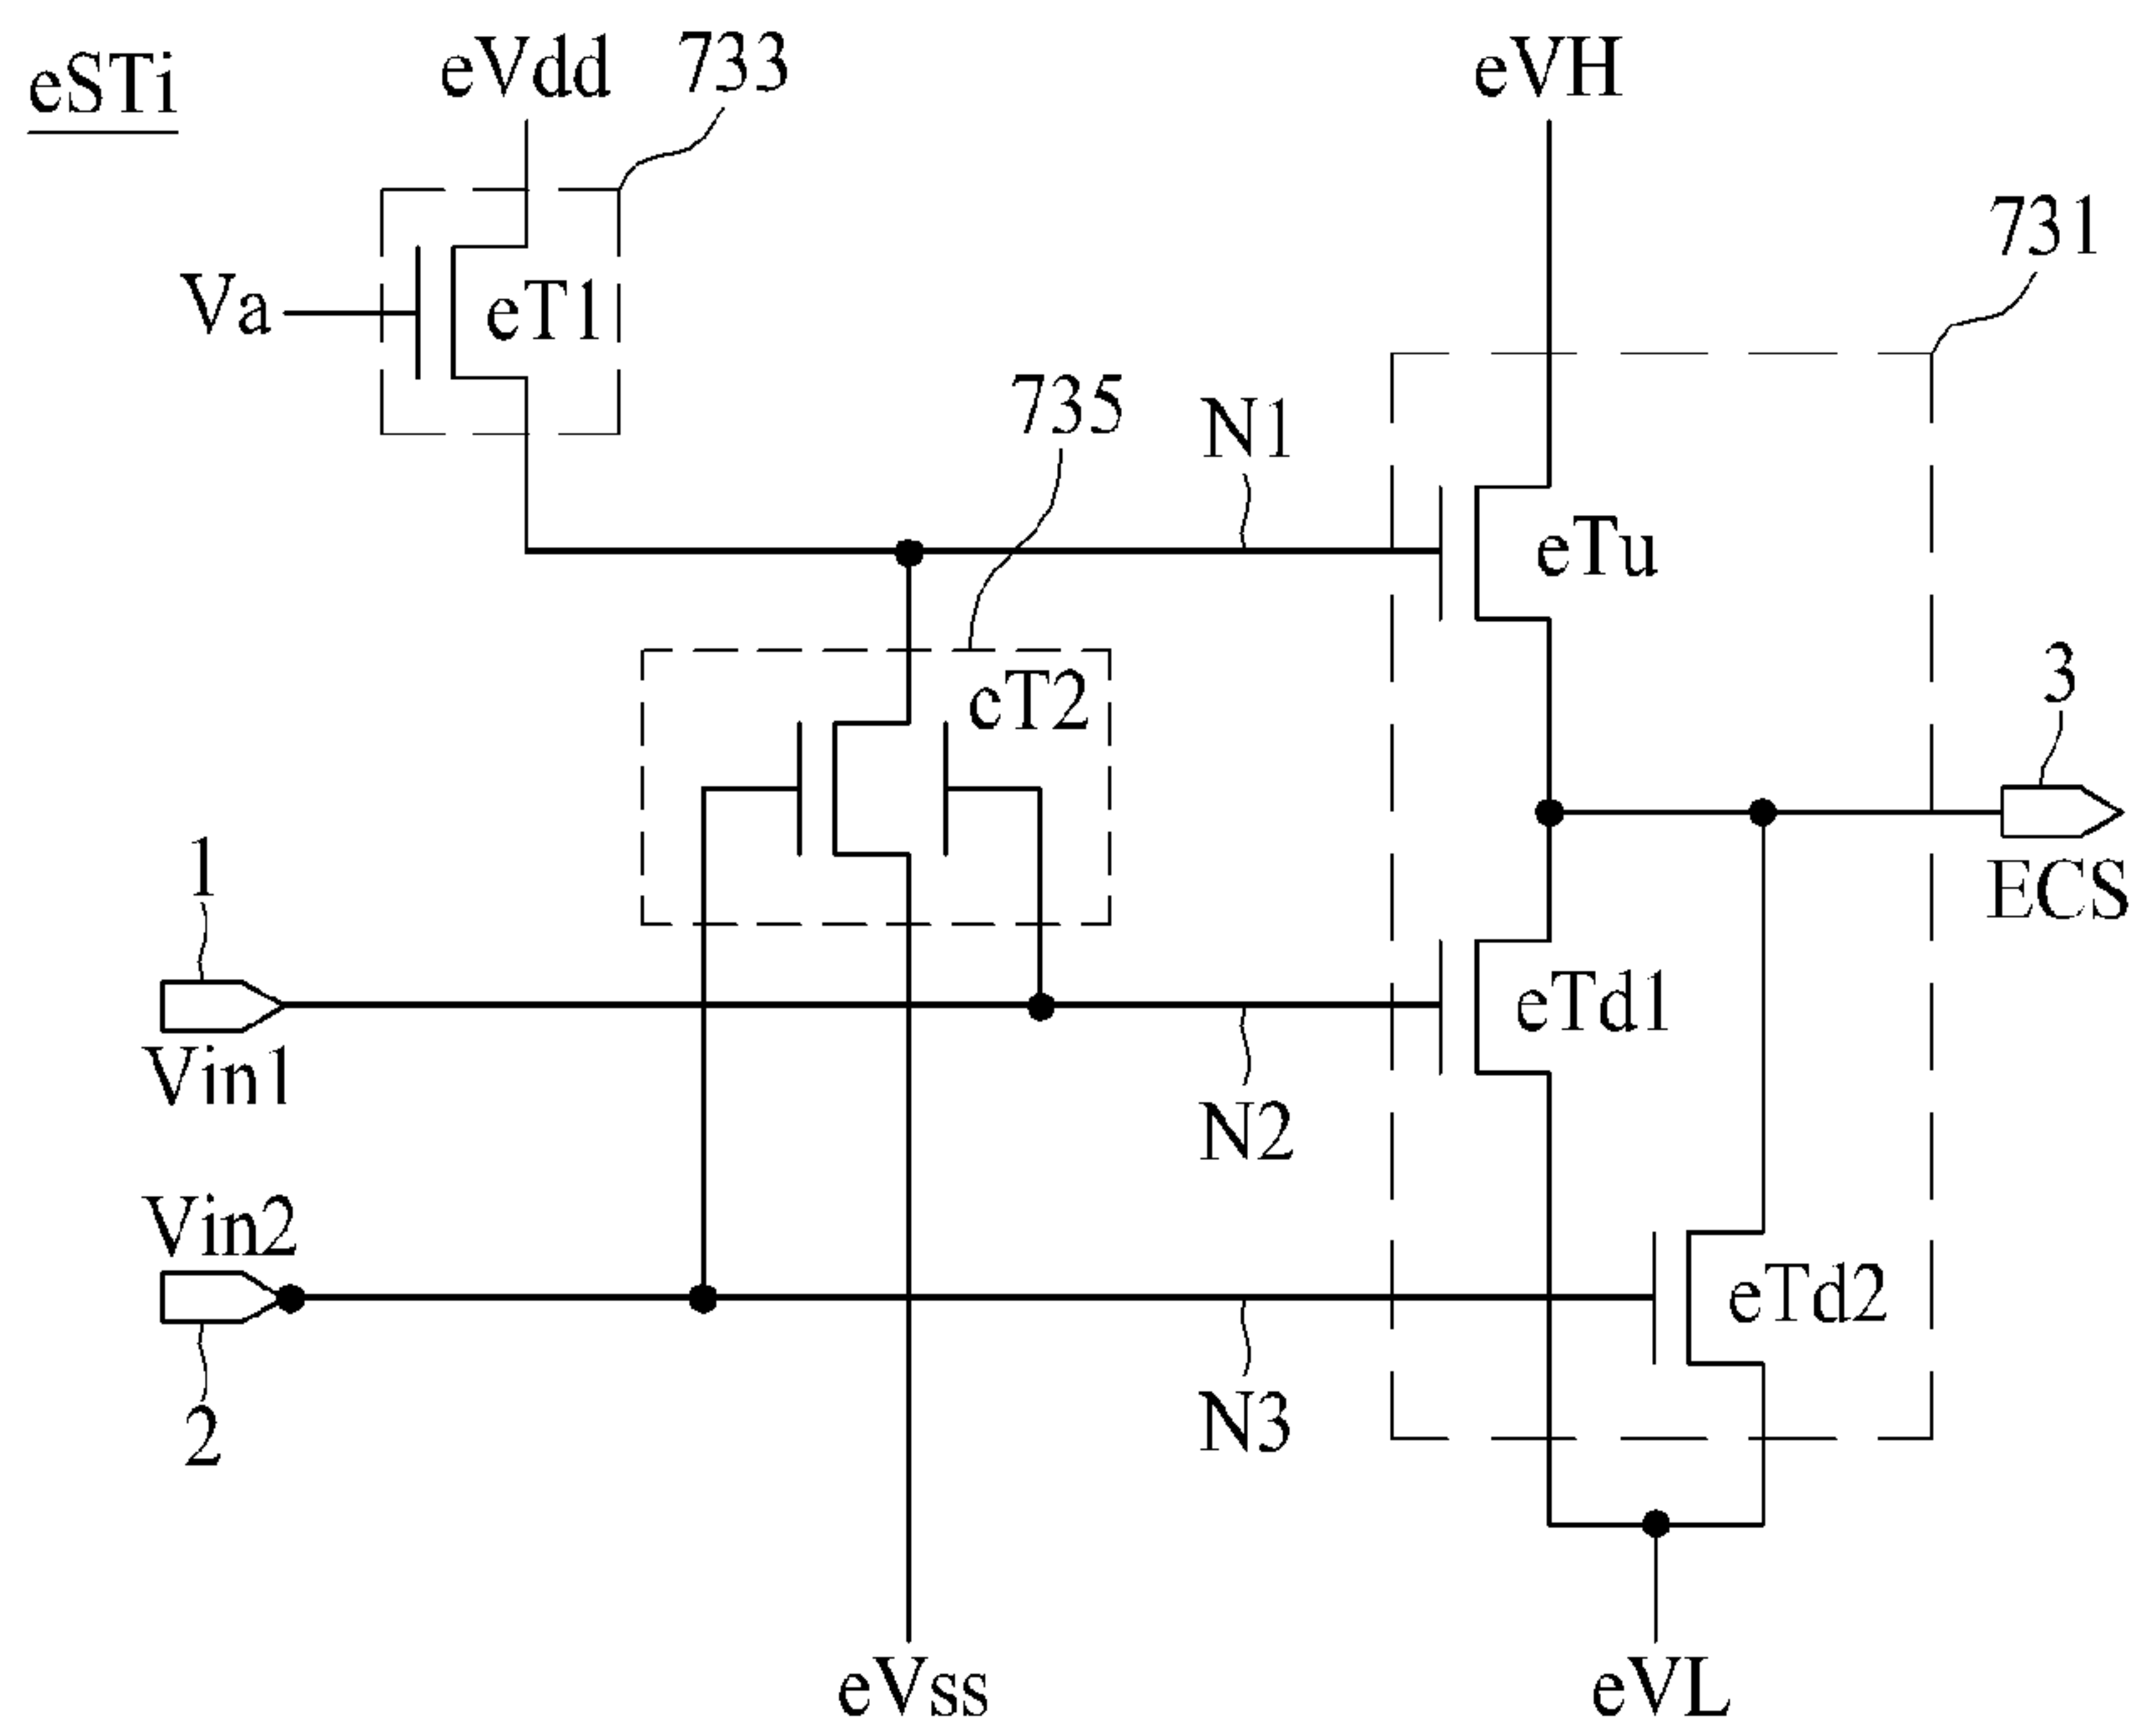 eSTi
eVdd
733
eVH
731
Va
eT1
735
N1
eTu
eT2
3
1
ECS
Vin1
eTd1
N2
Vin2
eTd2
2
N3
eVss
eVL